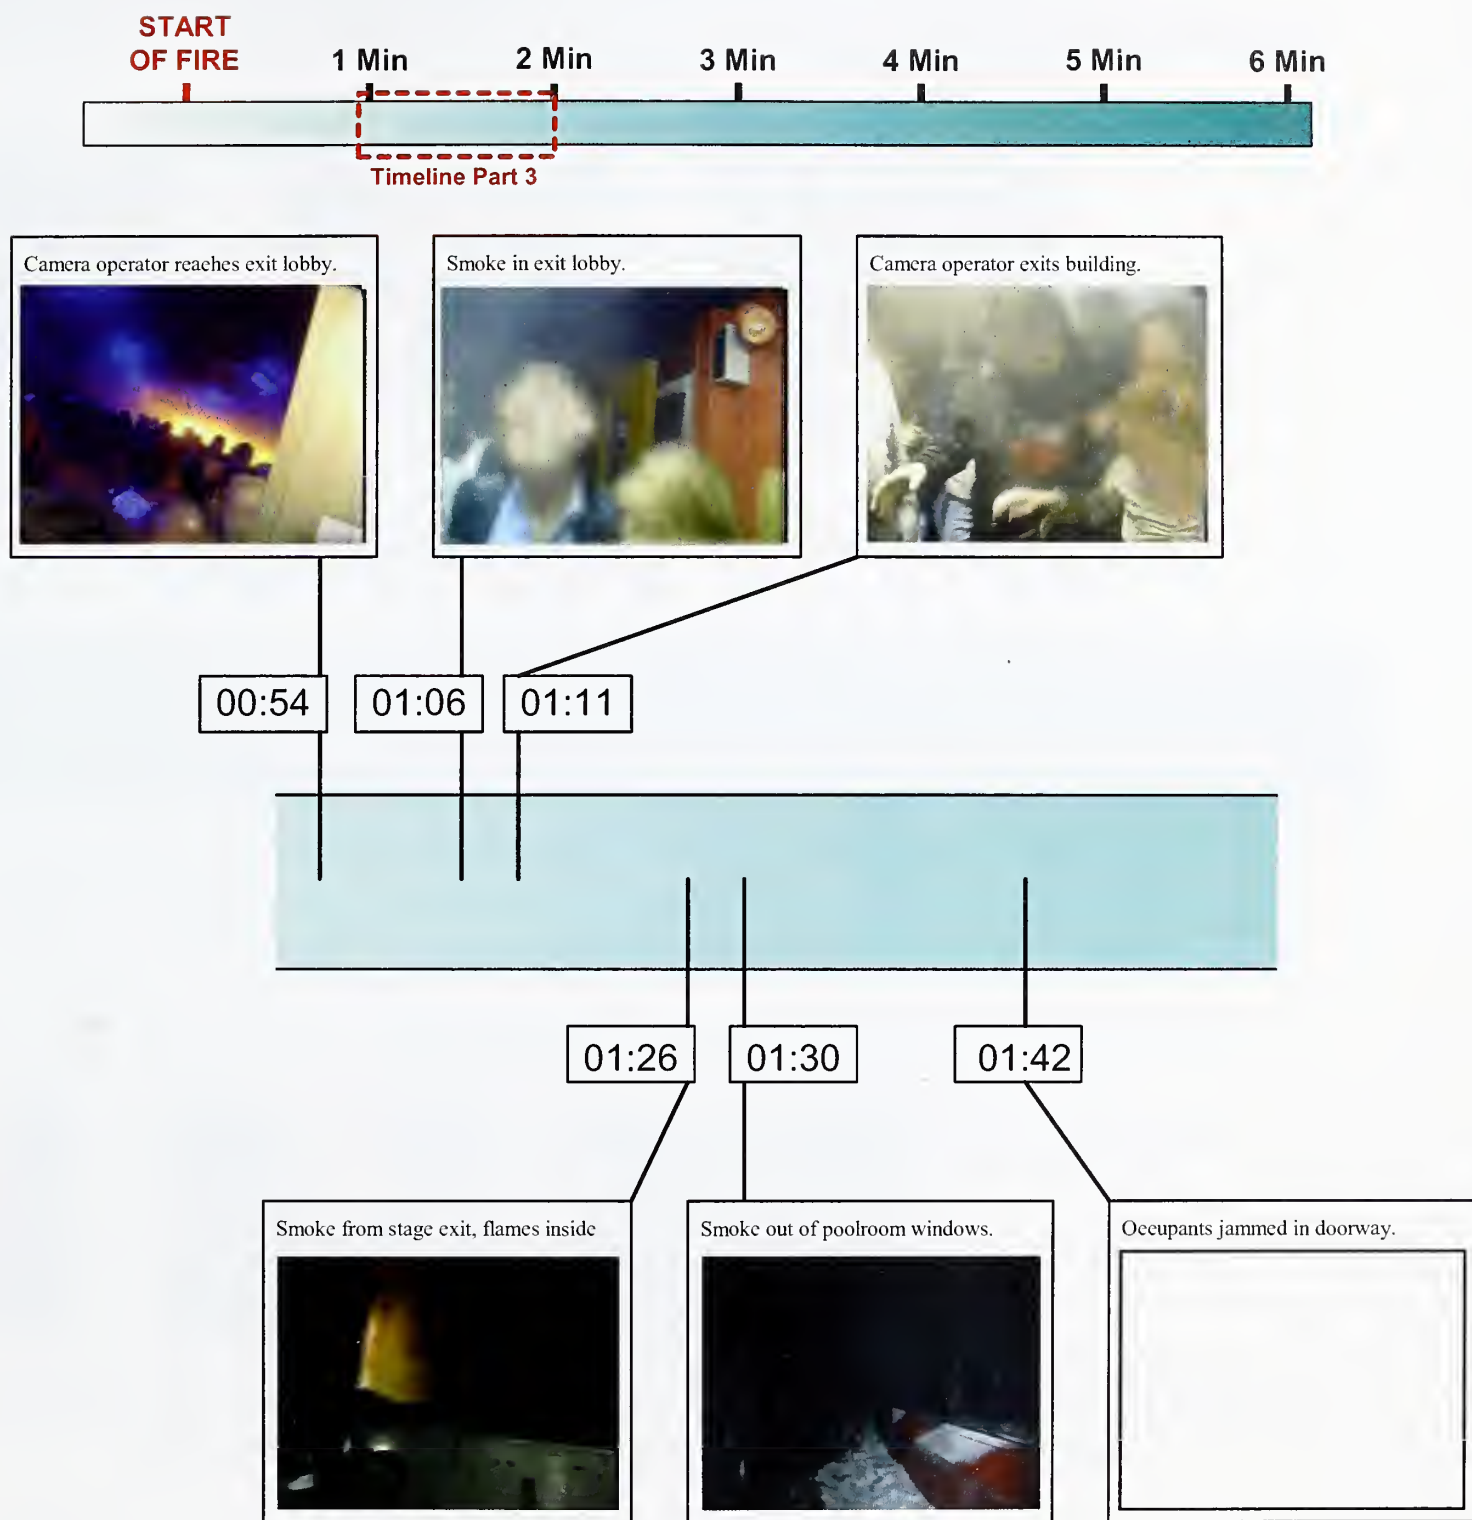 START
OF FIRE
1 Min
2 Min
3 Min
4 Min
5 Min
6 Min
Timeline Part 3
Camera operator reaches exit lobby.
Smoke in exit lobby.
Camera operator exits building.
00:54
01:06
01:11
01:26
01:30
01:42
Smoke from stage exit, flames inside
Smoke out of poolroom windows.
Occupants jammed in doorway.